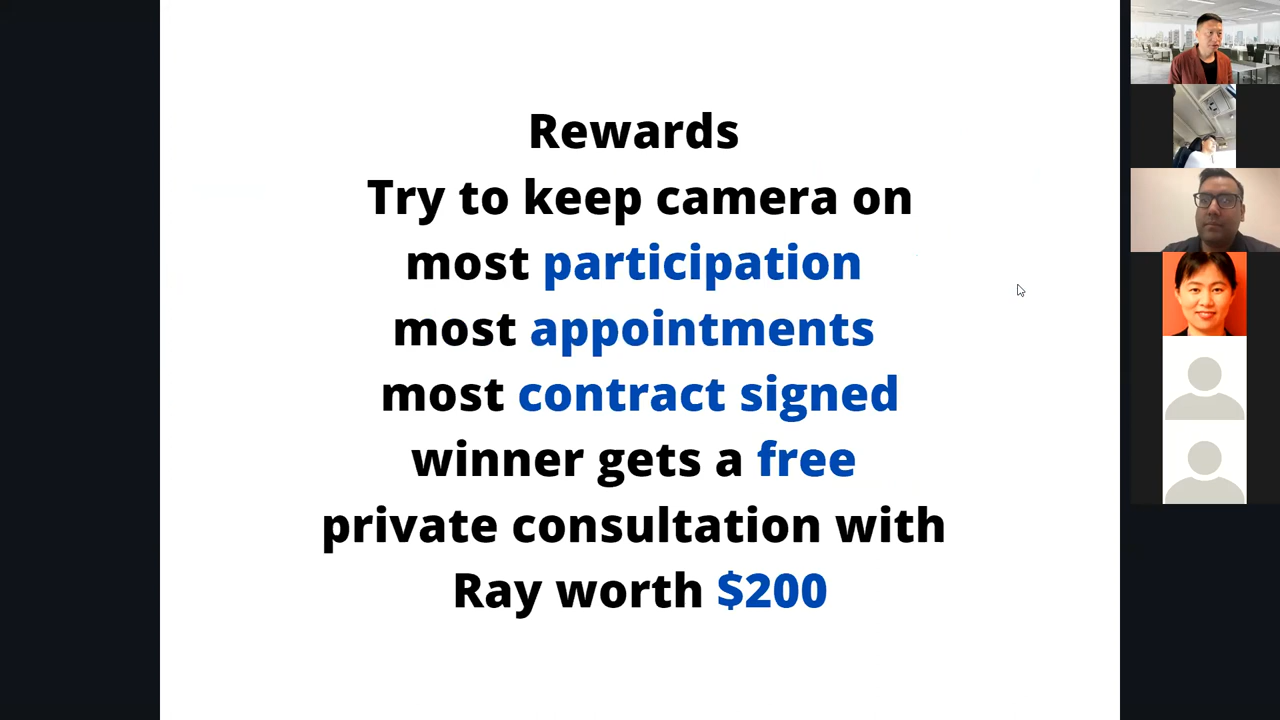 Rewards
Try to keep camera on
most participation
most appointments
most contract signed
winner gets a free
private consultation with
Ray worth $200